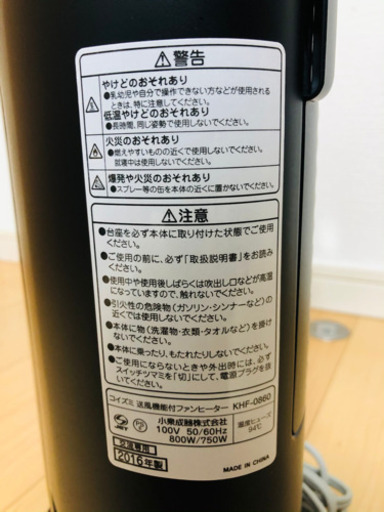 ⚠警告
やけどのおそれあり
●乳幼児や自分で操作できない方などが使用される
ときは、特に注意してください。
低温やけどのおそれあり
●長時間、同じ姿勢で使用しない
火災のおそれあり
●燃えやすいものの近くで使用しないでください。
就寝中は使用しないでください。
爆発や火災のおそれあり
●スプレー等の缶を本体の近くに置かないでください。
⚠注意
●台座を必ず本体に取り付けた状態でご使用
ください。
●ご使用の前に、必ず「取扱説明書」をお読み
ください。
●使用中や使用後しばらくは吹出し口などが高温
になっていますので、触れないでください。
●引火性の危険物(ガソリン・シンナーなど)の
近くで使用しないでください。
●本体に物(洗濯物・衣類・タオルなど)を掛け
ないでください。
●本体に乗ったり、もたれたりしないでください。
●ご使用にならないときや外出時には、必ず
スイッチツマミを「切」にして、電源プラグを
抜いてください。
コイズミ 送風機能付ファンヒーター KHF-0860
小泉成器株式会社
100V 50/60Hz
800W/750W
温度ヒューズ
94℃
JET
交流専用
2016年製
MADE IN CHINA